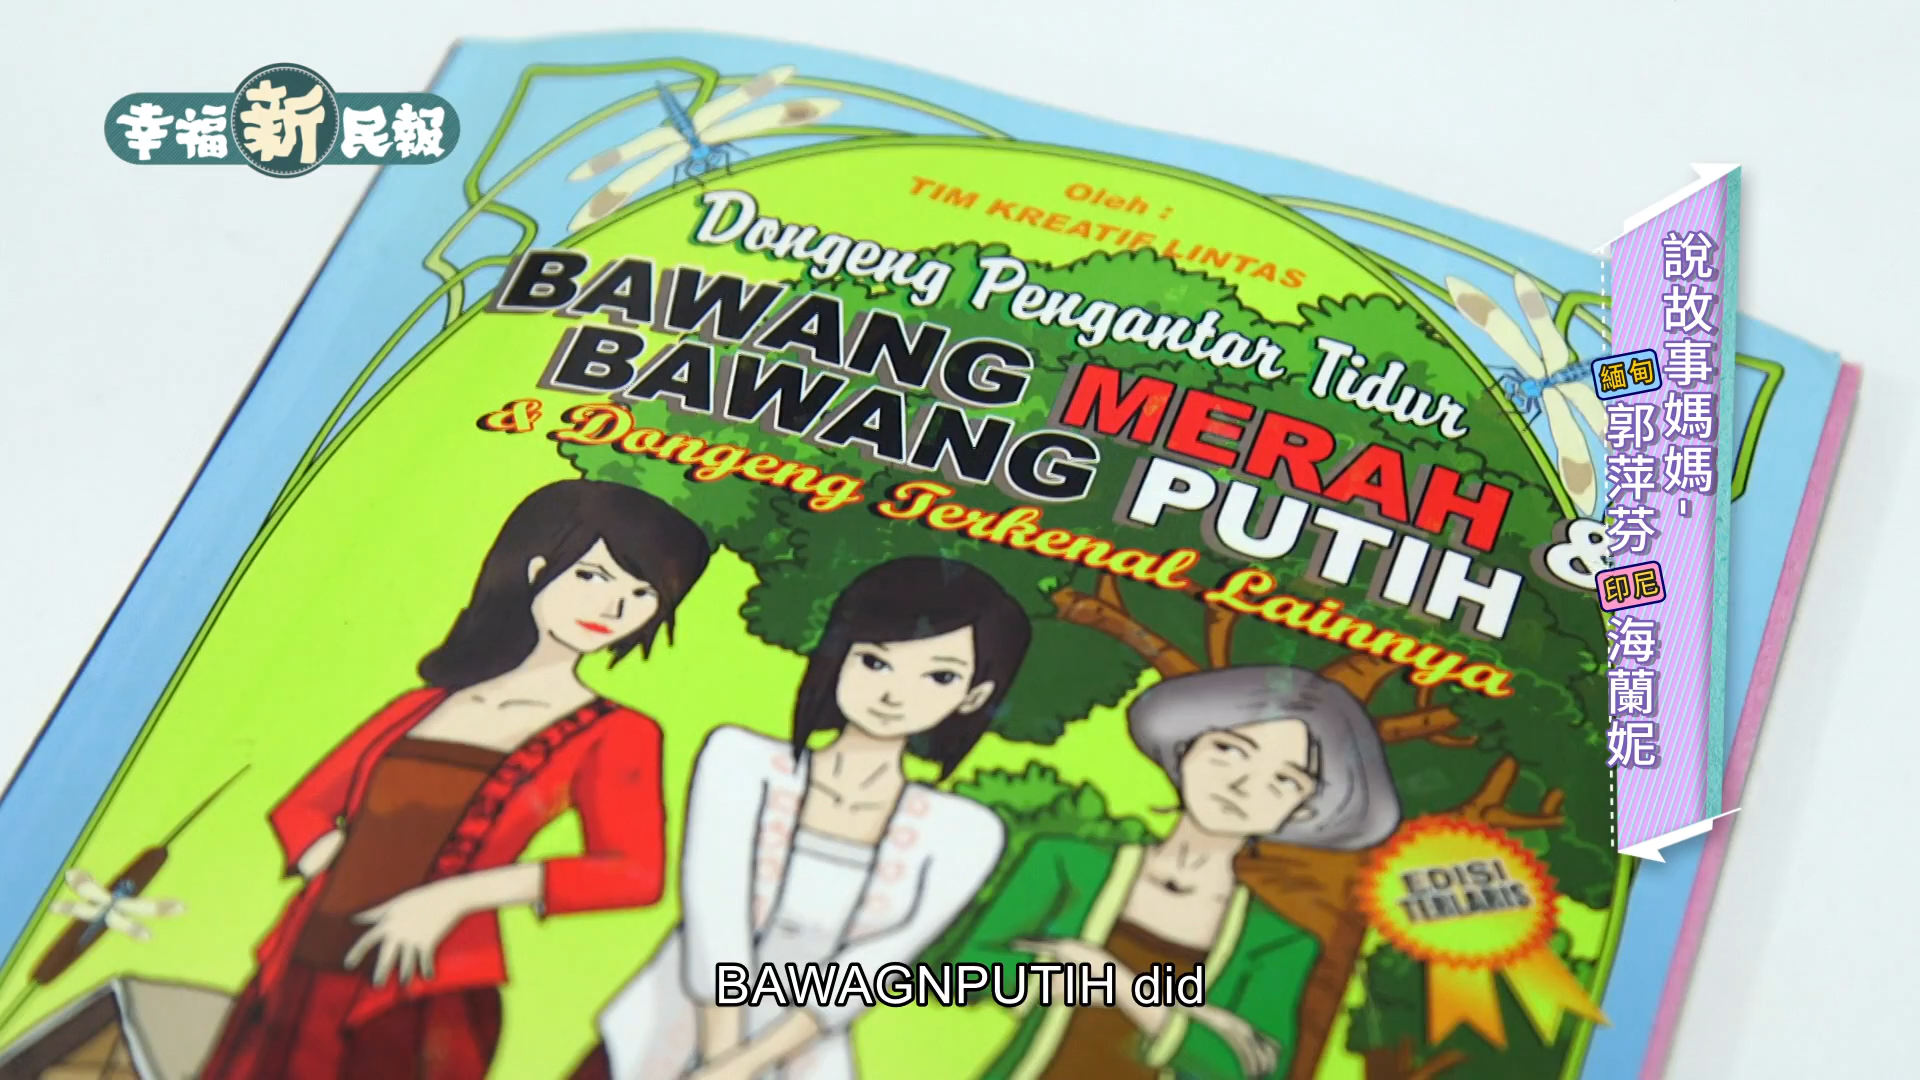 幸福新民報
Oleh :
TIM KREATIF LINTAS
Dongeng Pengantar Tidur
BAWANG MERAH &
BAWANG PUTIH
& Dongeng Terkenal Lainnya
EDISI
TERLARIS
說故事媽媽-
緬甸 郭萍芬 印尼 海蘭妮
BAWAGNPUTIH did